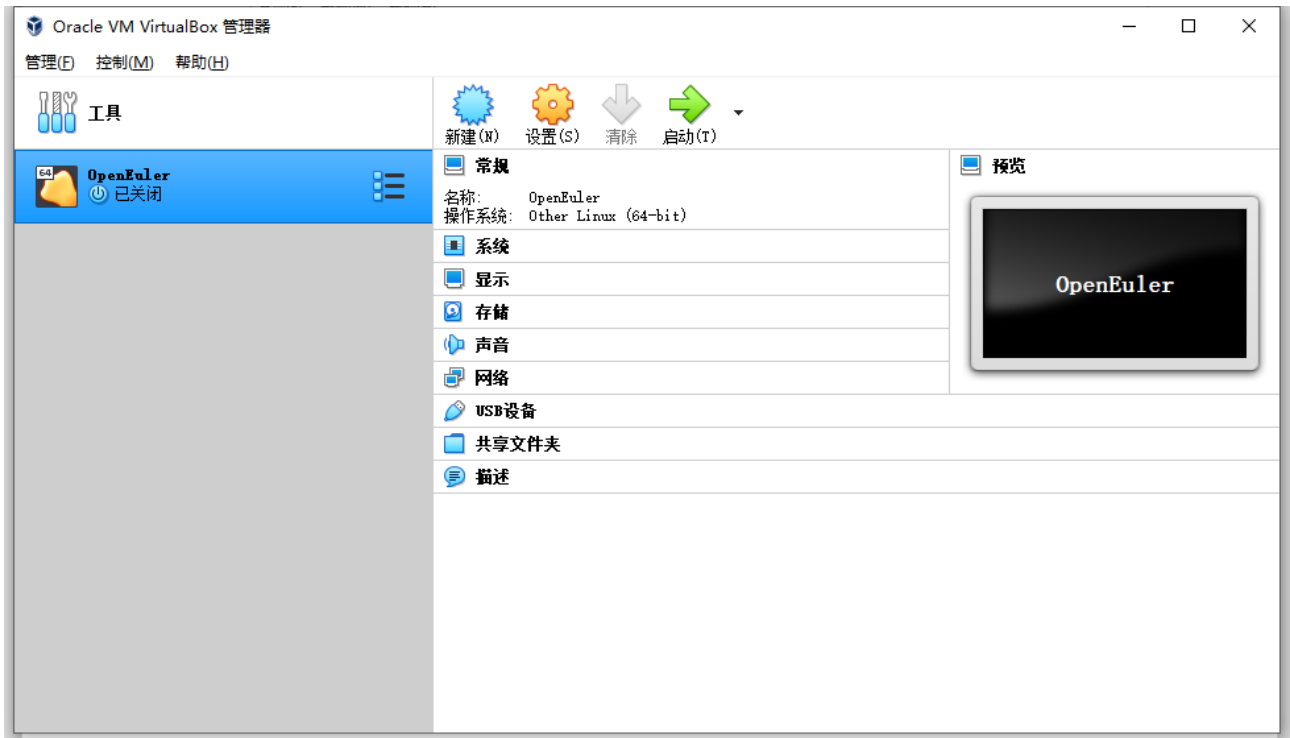 Oracle VM VirtualBox 管理器
管理(F) 控制(M) 帮助(H)
工具
新建(N) 设置(S) 清除 启动(T)
64
OpenEuler
已关闭
常规
名称: OpenEuler
操作系统: Other Linux (64-bit)
系统
显示
存储
声音
网络
USB设备
共享文件夹
描述
预览
OpenEuler